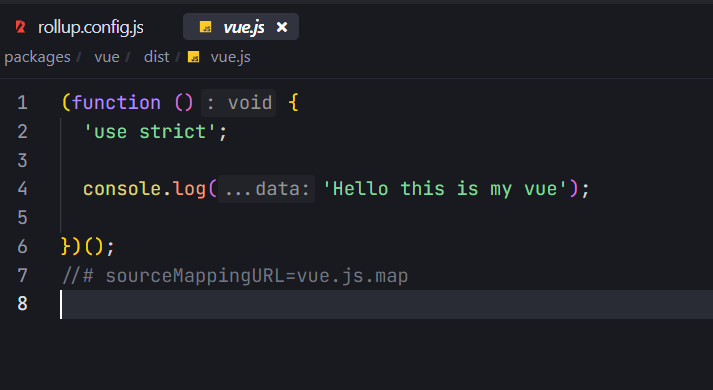 rollup.config.js vue.js ×
packages / vue / dist / vue.js
1 (function () : void {
2 'use strict';
3
4 console.log( ...data: 'Hello this is my vue');
5
6 })();
7 //# sourceMappingURL=vue.js.map
8